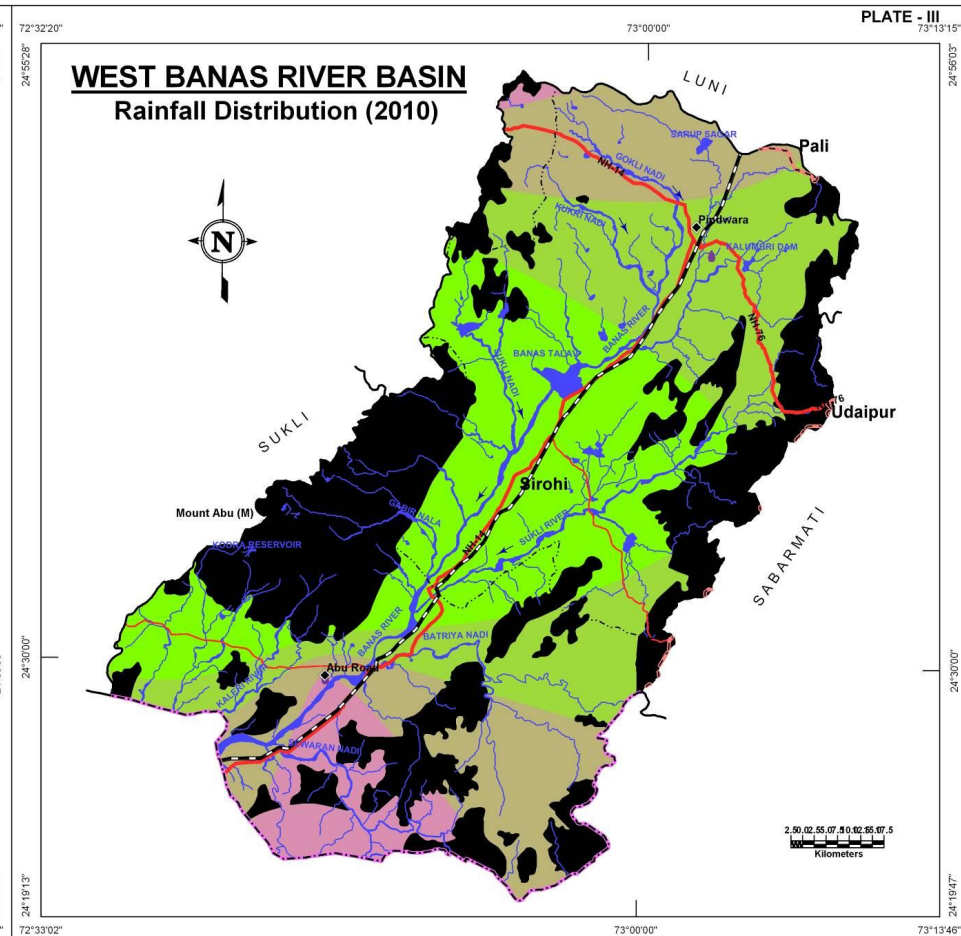 PLATE - III
72°32'20"
73°00'00"
73°13'15"
24°55'28"
24°56'03"
WEST BANAS RIVER BASIN
Rainfall Distribution (2010)
N
LUNI
SARUP SAGAR
Pali
GOKLI NADI
NH-14
KUKRI NADI
Pindwara
KALUMBRI DAM
BANAS RIVER
NH-76
BANAS TALAV
SUKLI NADI
NH-76
Udaipur
SUKLI
Sirohi
Mount Abu (M)
GABIR NALA
KODRA RESERVOIR
NH-14
SUKLI RIVER
SABARMATI
BANAS RIVER
BATRIYA NADI
24°30'00"
24°30'00"
Abu Road
Kilometers
24°19'13"
24°19'47"
72°33'02"
73°00'00"
73°13'46"